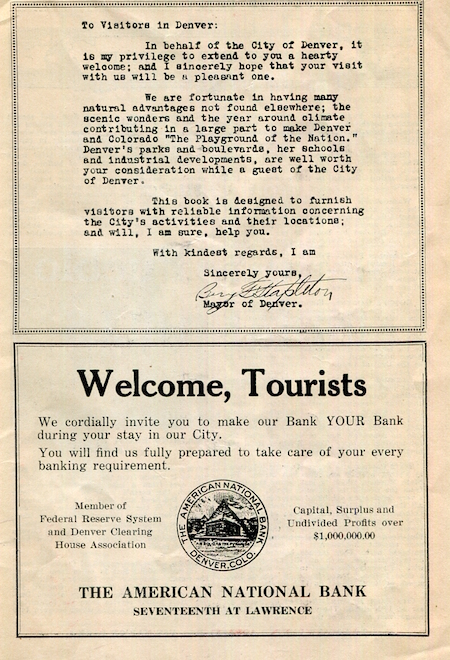 To Visitors in Denver:
In behalf of the City of Denver, it
is my privilege to extend to you a hearty
welcome; and I sincerely hope that your visit
with us will be a pleasant one.
We are fortunate in having many
natural advantages not found elsewhere; the
scenic wonders and the year around climate
contributing in a large part to make Denver
and Colorado "The Playground of the Nation."
Denver's parks and boulevards, her schools
and industrial developments, are well worth
your consideration while a guest of the City
of Denver.
This book is designed to furnish
visitors with reliable information concerning
the City's activities and their locations;
and will, I am sure, help you.
With kindest regards, I am
Sincerely yours,
Benj F Stapleton
Mayor of Denver.
Welcome, Tourists
We cordially invite you to make our Bank YOUR Bank
during your stay in our City.
You will find us fully prepared to take care of your every
banking requirement.
Member of
Federal Reserve System
and Denver Clearing
House Association
THE AMERICAN NATIONAL BANK
DENVER, COLO.
Capital, Surplus and
Undivided Profits over
$1,000,000.00
THE AMERICAN NATIONAL BANK
SEVENTEENTH AT LAWRENCE